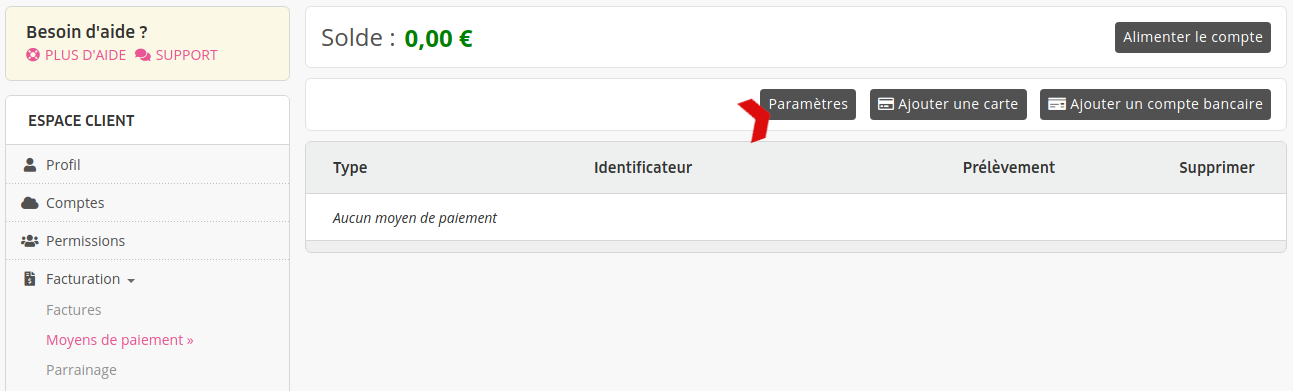 Besoin d'aide ?
PLUS D'AIDE SUPPORT
ESPACE CLIENT
Profil
Comptes
Permissions
Facturation
Factures
Moyens de paiement »
Parrainage
Solde : 0,00 €
Alimenter le compte
Paramètres
Ajouter une carte
Ajouter un compte bancaire
Type Identificateur Prélèvement Supprimer
Aucun moyen de paiement